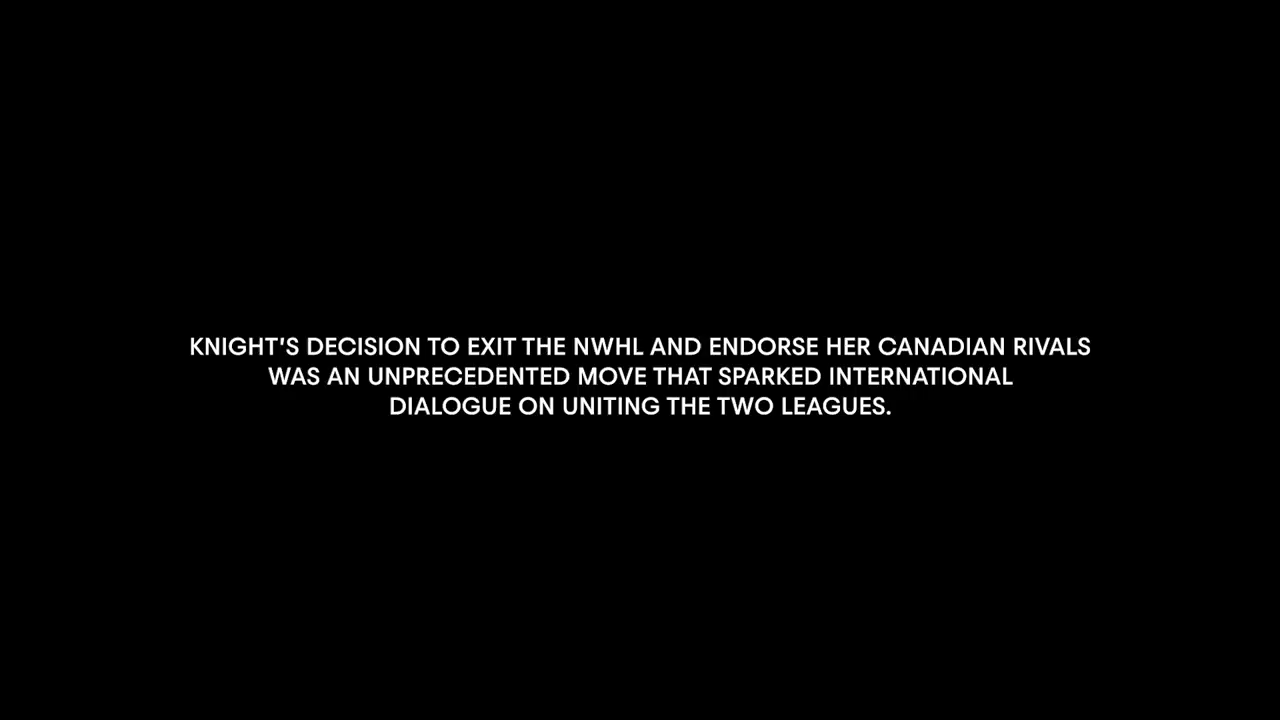 KNIGHT'S DECISION TO EXIT THE NWHL AND ENDORSE HER CANADIAN RIVALS
WAS AN UNPRECEDENTED MOVE THAT SPARKED INTERNATIONAL
DIALOGUE ON UNITING THE TWO LEAGUES.